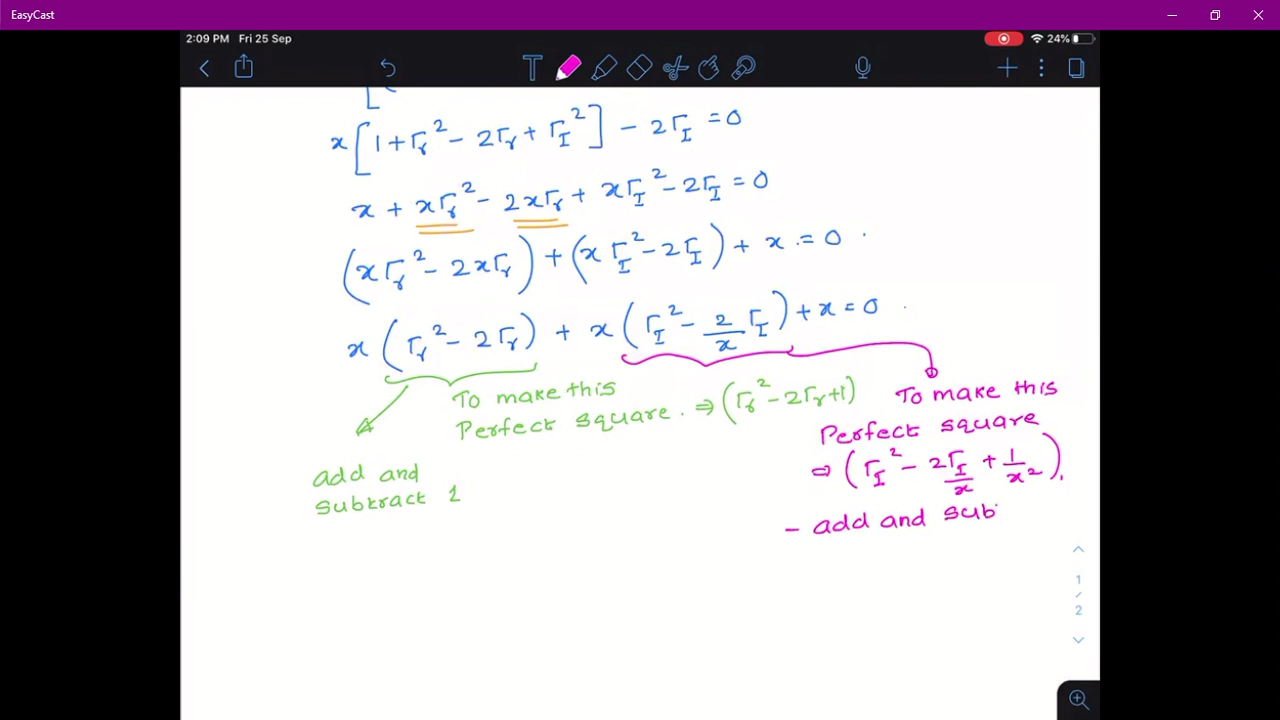 EasyCast
2:09 PM Fri 25 Sep
24%
T
x[1+Γr² - 2Γr + ΓI²] - 2ΓI = 0
x + xΓr² - 2xΓr + xΓI² - 2ΓI = 0
(xΓr² - 2xΓr) + (xΓI² - 2ΓI) + x = 0
x(Γr² - 2Γr) + x(ΓI² - 2/x ΓI) + x = 0
To make this
Perfect square. ⇒ (Γr² - 2Γr + 1)
add and
subtract 1
To make this
Perfect square
⇒ (ΓI² - 2ΓI/x + 1/x²).
- add and sub
1
/
2